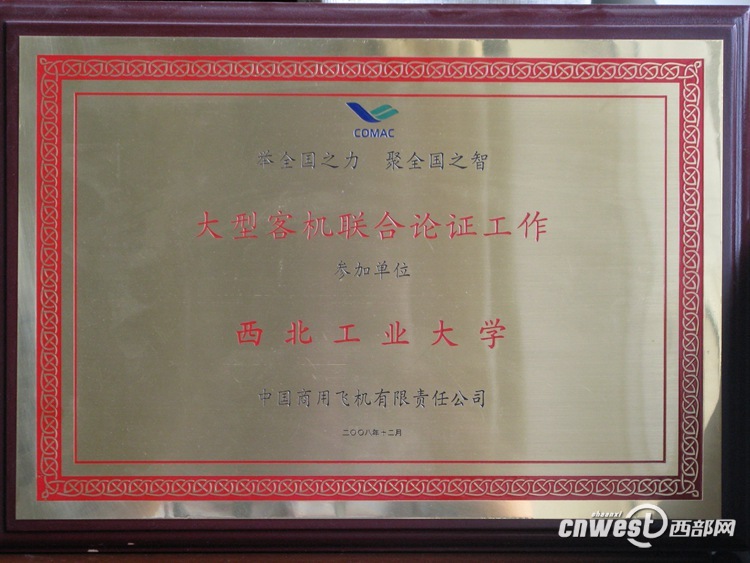 COMAC
举全国之力 聚全国之智
大型客机联合论证工作
参加单位
西北工业大学
中国商用飞机有限责任公司
二〇〇八年十二月
shaanxi
cnwest西部网